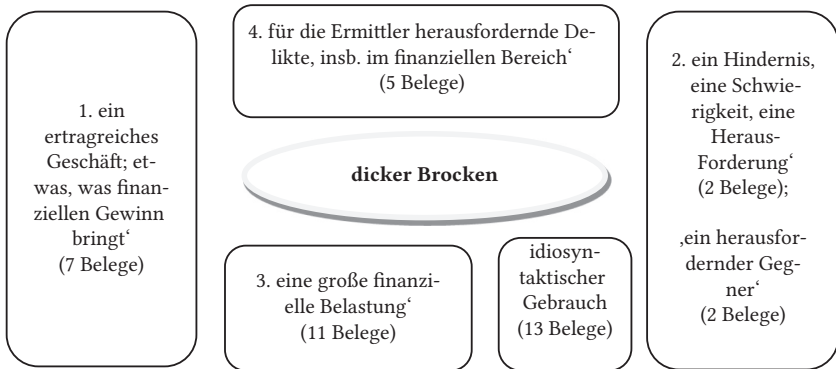 1. ein
ertragreiches
Geschäft; et-
was, was finan-
ziellen Gewinn
bringt‘
(7 Belege)
4. für die Ermittler herausfordernde De-
likte, insb. im finanziellen Bereich‘
(5 Belege)
2. ein Hindernis,
eine Schwie-
rigkeit, eine
Heraus-
Forderung‘
(2 Belege);
‚ein herausfor-
dernder Geg-
ner‘
(2 Belege)
dicker Brocken
3. eine große finanzi-
elle Belastung‘
(11 Belege)
idiosyn-
taktischer
Gebrauch
(13 Belege)